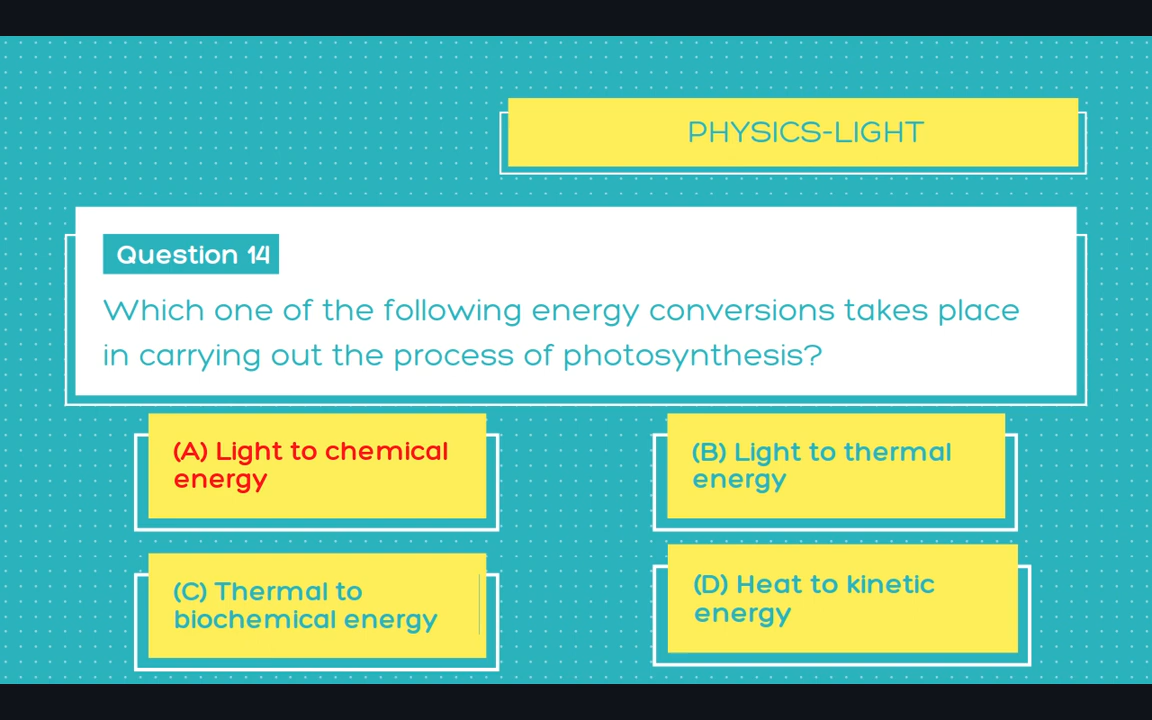 PHYSICS-LIGHT
Question 14
Which one of the following energy conversions takes place
in carrying out the process of photosynthesis?
(A) Light to chemical
energy
(B) Light to thermal
energy
(C) Thermal to
biochemical energy
(D) Heat to kinetic
energy